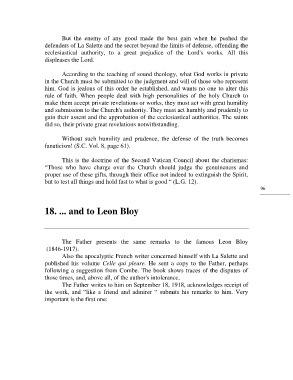 But the enemy of any good made the best gain when he pushed the
defenders of La Salette and the secret beyond the limits of defense, offending the
ecclesiastical authority, to a great prejudice of the Lord's works. All this
displeases the Lord.
According to the teaching of sound theology, what God works in private
in the Church must be submitted to the judgment and will of those who represent
him. God is jealous of this order he established, and wants no one to alter this
rule of faith. When people deal with high personalities of the holy Church to
make them accept private revelations or works, they must act with great humility
and submission to the Church's authority. They must act humbly and prudently to
gain their assent and the approbation of the ecclesiastical authorities. The saints
did so, their private great revelations notwithstanding.
Without such humility and prudence, the defense of the truth becomes
fanaticism! (S.C. Vol. 8, page 61).
This is the doctrine of the Second Vatican Council about the charismas:
"Those who have charge over the Church should judge the genuineness and
proper use of these gifts, through their office not indeed to extinguish the Spirit,
but to test all things and hold fast to what is good " (L.G. 12).
96
18. ... and to Leon Bloy
The Father presents the same remarks to the famous Leon Bloy
(1846-1917).
Also the apocalyptic French writer concerned himself with La Salette and
published his volume Celle qui pleure. He sent a copy to the Father, perhaps
following a suggestion from Combe. The book shows traces of the disputes of
those times, and, above all, of the author's intolerance.
The Father writes to him on September 18, 1918, acknowledges receipt of
the work, and "like a friend and admirer " submits his remarks to him. Very
important is the first one: